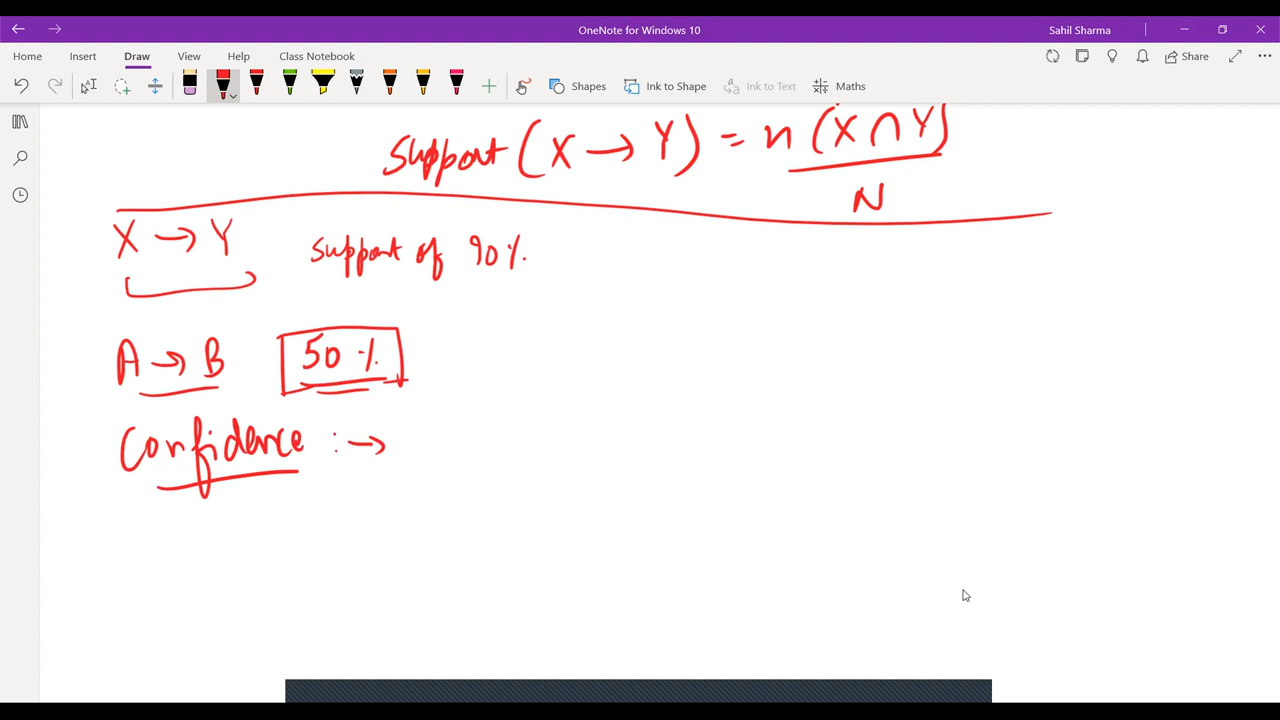 OneNote for Windows 10
Sahil Sharma
Home Insert Draw View Help Class Notebook
Share
Shapes Ink to Shape Ink to Text Maths
Support (X → Y) = n (X ∩ Y)
N
X → Y support of 90%.
A → B 50 %.
Confidence :→